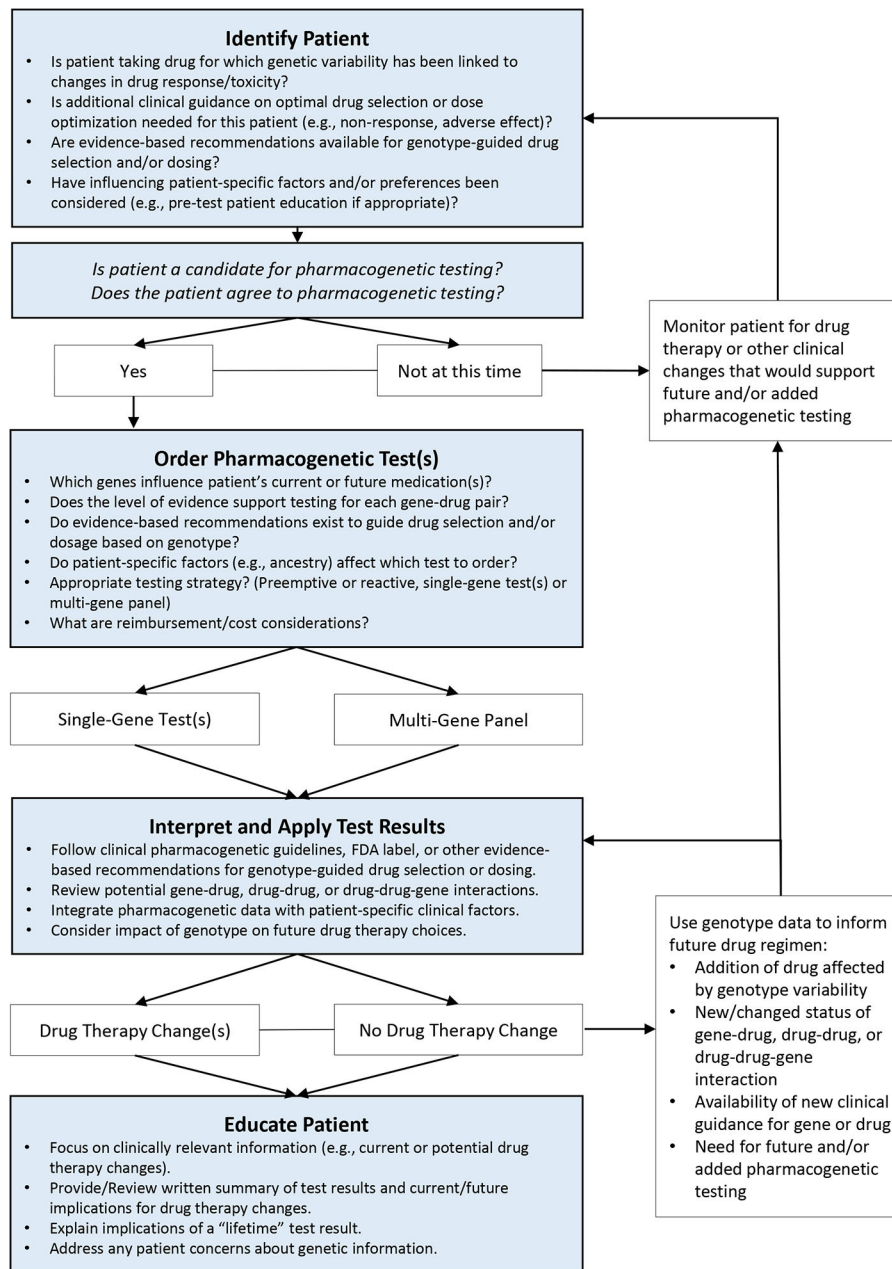 Identify Patient
• Is patient taking drug for which genetic variability has been linked to
changes in drug response/toxicity?
• Is additional clinical guidance on optimal drug selection or dose
optimization needed for this patient (e.g., non-response, adverse effect)?
• Are evidence-based recommendations available for genotype-guided drug
selection and/or dosing?
• Have influencing patient-specific factors and/or preferences been
considered (e.g., pre-test patient education if appropriate)?
Is patient a candidate for pharmacogenetic testing?
Does the patient agree to pharmacogenetic testing?
Yes
Not at this time
Monitor patient for drug
therapy or other clinical
changes that would support
future and/or added
pharmacogenetic testing
Order Pharmacogenetic Test(s)
• Which genes influence patient's current or future medication(s)?
• Does the level of evidence support testing for each gene-drug pair?
• Do evidence-based recommendations exist to guide drug selection and/or
dosage based on genotype?
• Do patient-specific factors (e.g., ancestry) affect which test to order?
• Appropriate testing strategy? (Preemptive or reactive, single-gene test(s) or
multi-gene panel)
• What are reimbursement/cost considerations?
Single-Gene Test(s)
Multi-Gene Panel
Interpret and Apply Test Results
• Follow clinical pharmacogenetic guidelines, FDA label, or other evidence-
based recommendations for genotype-guided drug selection or dosing.
• Review potential gene-drug, drug-drug, or drug-drug-gene interactions.
• Integrate pharmacogenetic data with patient-specific clinical factors.
• Consider impact of genotype on future drug therapy choices.
Drug Therapy Change(s)
No Drug Therapy Change
Use genotype data to inform
future drug regimen:
• Addition of drug affected
by genotype variability
• New/changed status of
gene-drug, drug-drug, or
drug-drug-gene
interaction
• Availability of new clinical
guidance for gene or drug
• Need for future and/or
added pharmacogenetic
testing
Educate Patient
• Focus on clinically relevant information (e.g., current or potential drug
therapy changes).
• Provide/Review written summary of test results and current/future
implications for drug therapy changes.
• Explain implications of a “lifetime” test result.
• Address any patient concerns about genetic information.